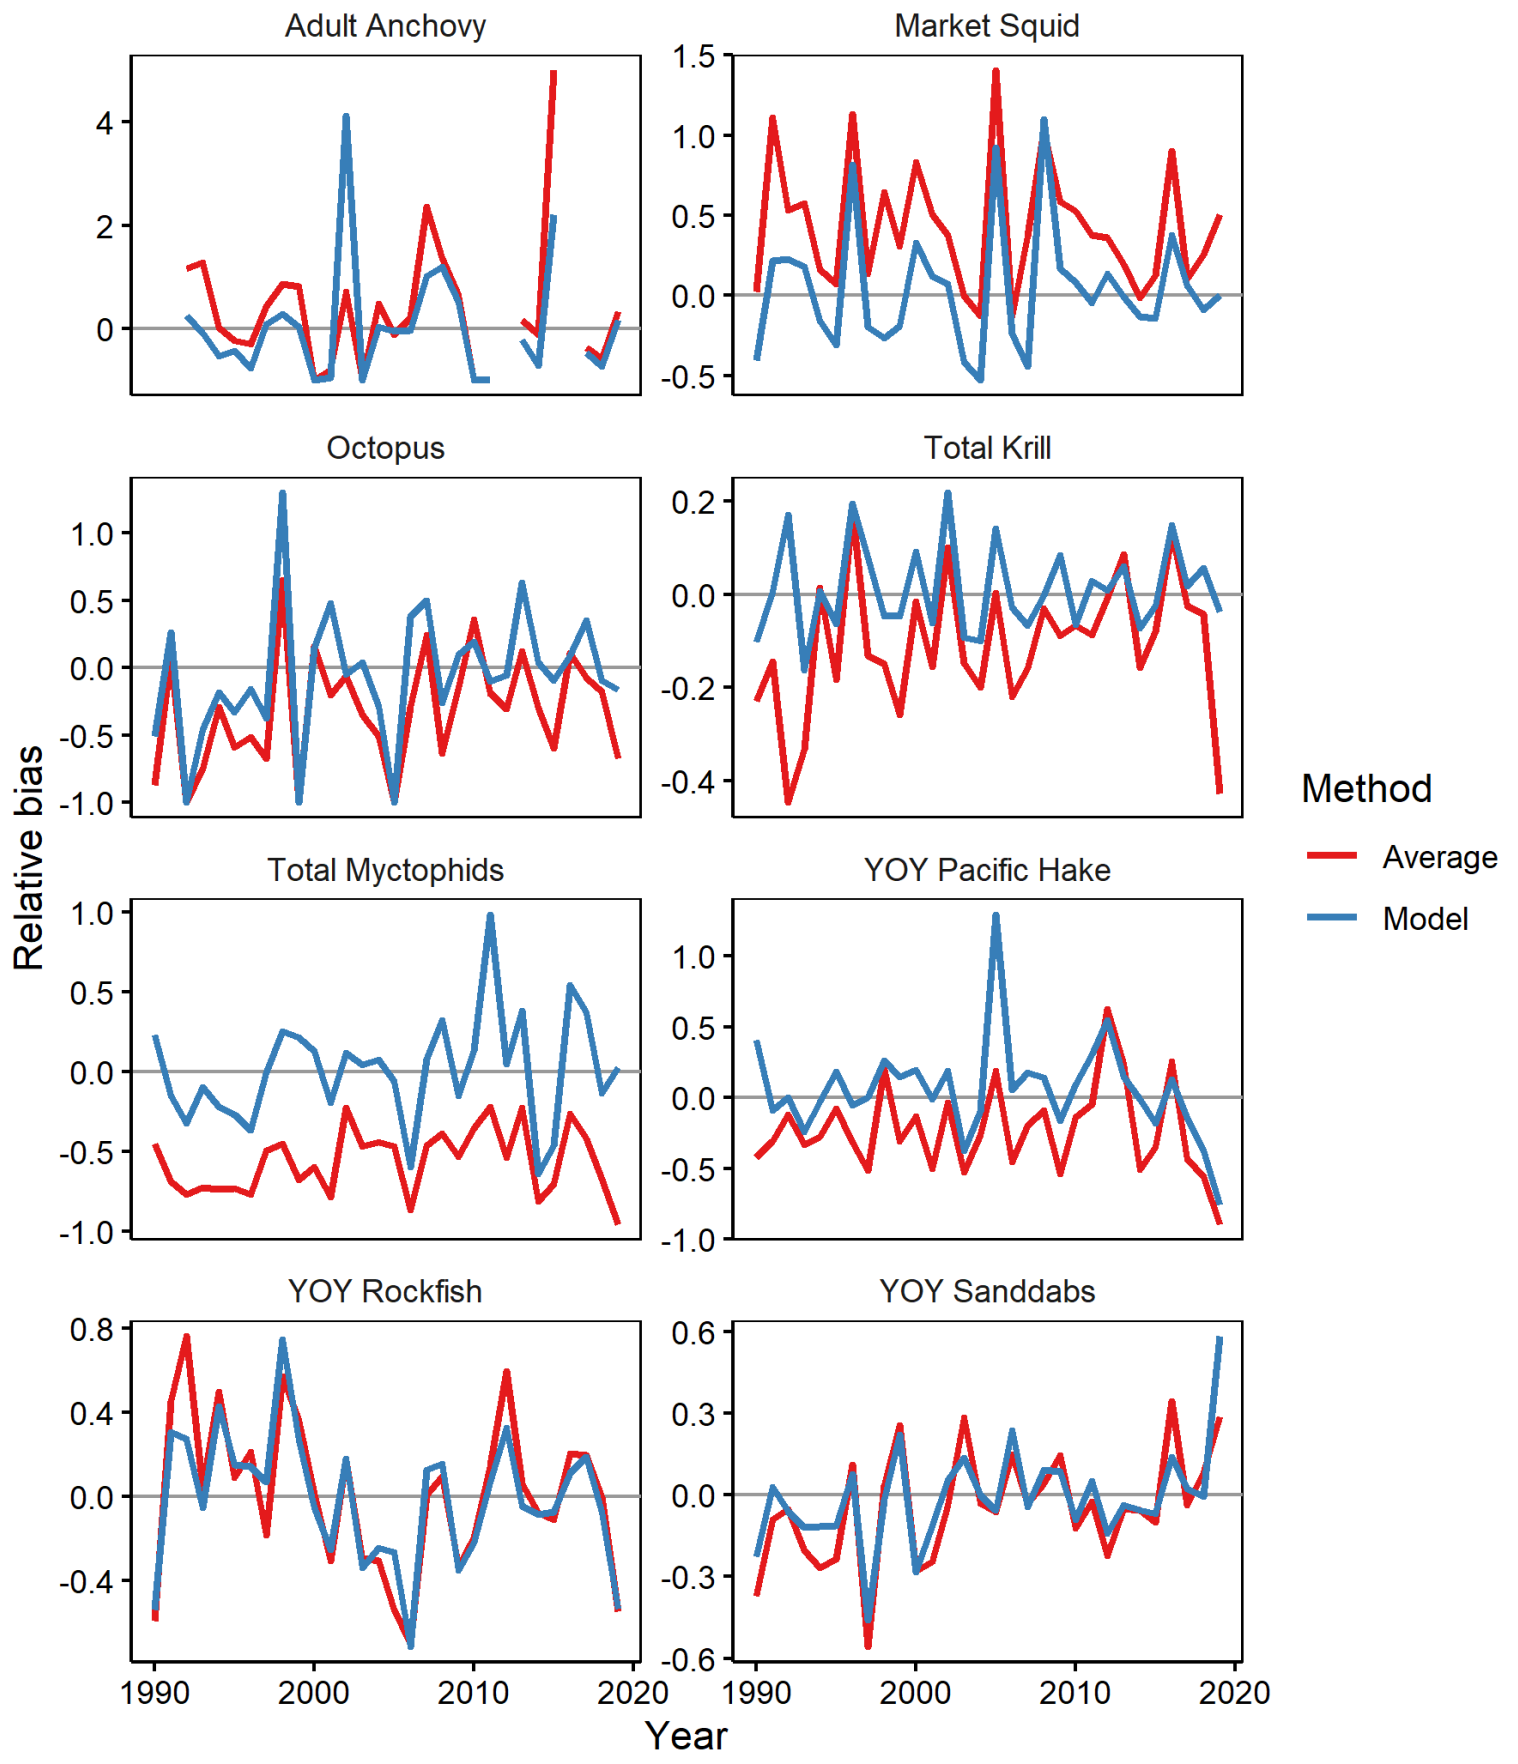 Adult Anchovy
Market Squid
4
2
0
1.5
1.0
0.5
0.0
-0.5
Octopus
Total Krill
1.0
0.5
0.0
-0.5
-1.0
0.2
0.0
-0.2
-0.4
Total Myctophids
YOY Pacific Hake
1.0
0.5
0.0
-0.5
-1.0
1.0
0.5
0.0
-0.5
-1.0
YOY Rockfish
YOY Sanddabs
0.8
0.4
0.0
-0.4
0.6
0.3
0.0
-0.3
-0.6
1990 2000 2010 2020
1990 2000 2010 2020
Year
Relative bias
Method
Average
Model